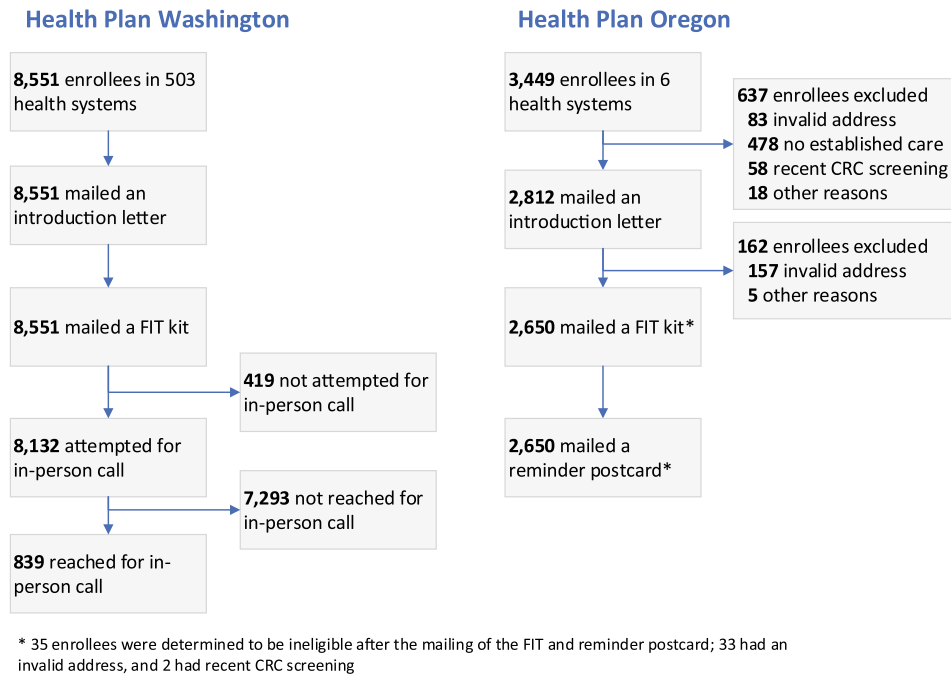 Health Plan Washington
8,551 enrollees in 503
health systems
8,551 mailed an
introduction letter
8,551 mailed a FIT kit
419 not attempted for
in-person call
8,132 attempted for
in-person call
7,293 not reached for
in-person call
839 reached for in-
person call
Health Plan Oregon
3,449 enrollees in 6
health systems
637 enrollees excluded
83 invalid address
478 no established care
58 recent CRC screening
18 other reasons
2,812 mailed an
introduction letter
162 enrollees excluded
157 invalid address
5 other reasons
2,650 mailed a FIT kit*
2,650 mailed a
reminder postcard*
* 35 enrollees were determined to be ineligible after the mailing of the FIT and reminder postcard; 33 had an
invalid address, and 2 had recent CRC screening